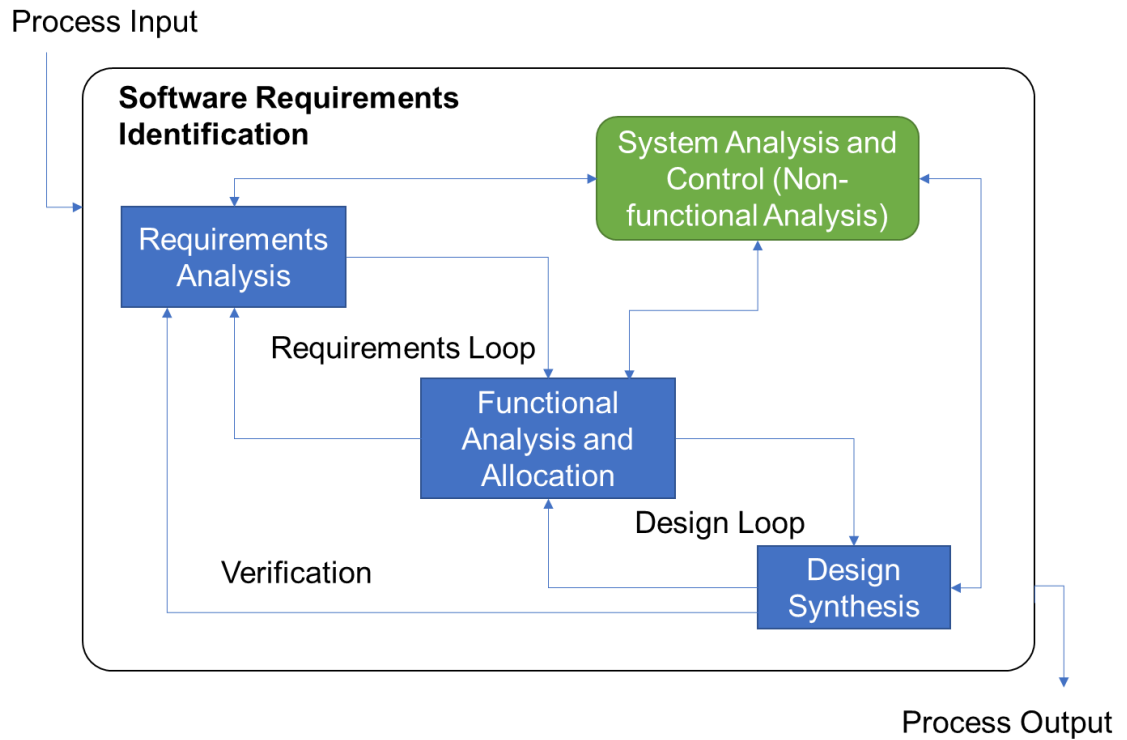 Process Input
Software Requirements
Identification
System Analysis and
Control (Non-
functional Analysis)
Requirements
Analysis
Requirements Loop
Functional
Analysis and
Allocation
Design Loop
Verification
Design
Synthesis
Process Output